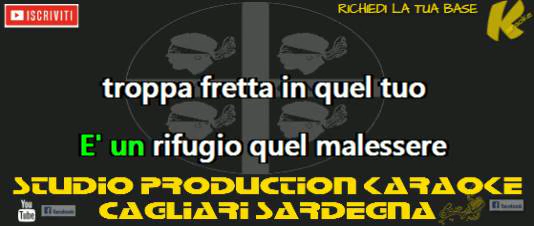 ISCRIVITI
RICHIEDI LA TUA BASE
troppa fretta in quel tuo
E' un rifugio quel malessere
STUDIO PRODUCTION KARAOKE
CAGLIARI SARDEGNA
You
Tube
facebook
facebook